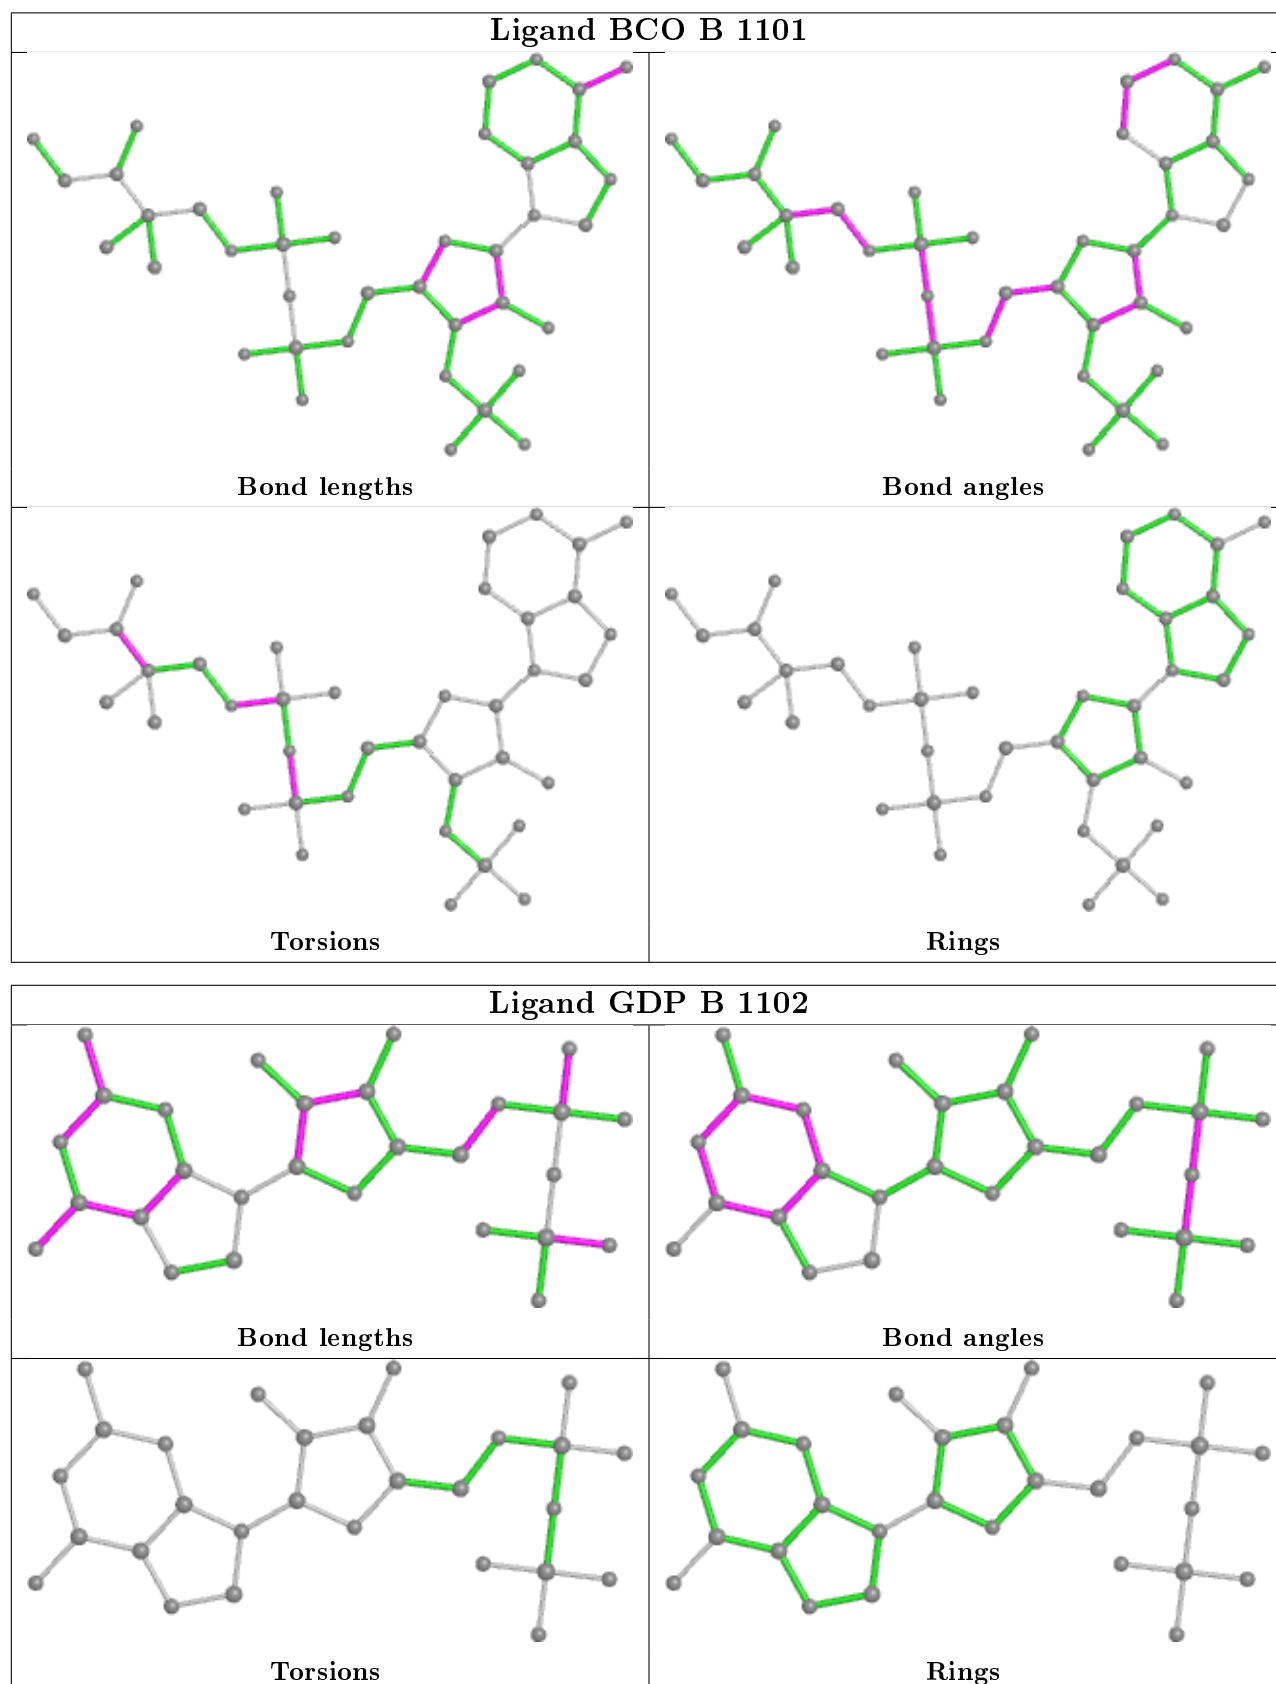 Ligand BCO B 1101
Bond lengths
Bond angles
Torsions
Rings
Ligand GDP B 1102
Bond lengths
Bond angles
Torsions
Rings